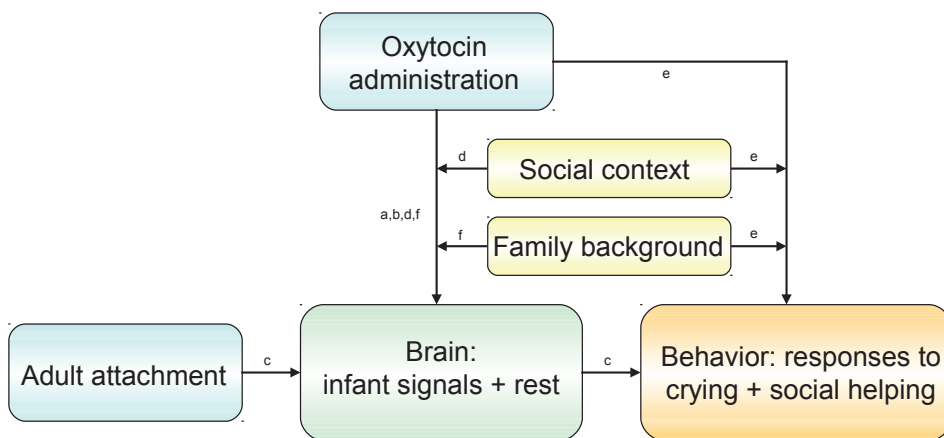 Oxytocin
administration
e
d
Social context
e
a,b,d,f
f
Family background
e
Adult attachment
c
Brain:
infant signals + rest
c
Behavior: responses to
crying + social helping